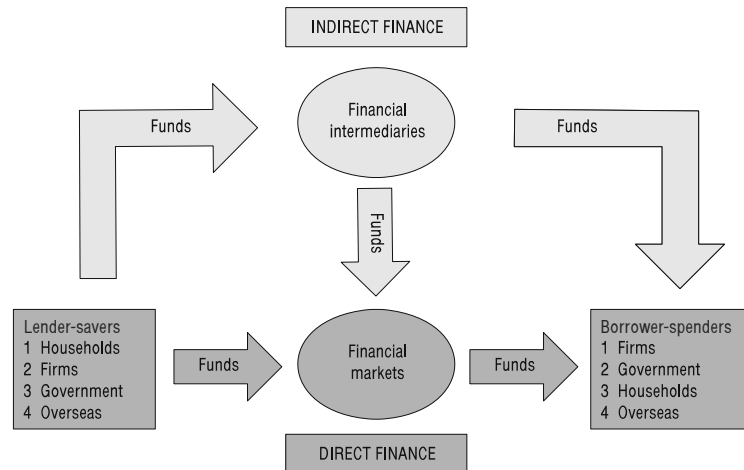 INDIRECT FINANCE
Financial
intermediaries
Funds
Funds
Funds
Lender-savers
1 Households
2 Firms
3 Government
4 Overseas
Funds
Financial
markets
Funds
Borrower-spenders
1 Firms
2 Government
3 Households
4 Overseas
DIRECT FINANCE